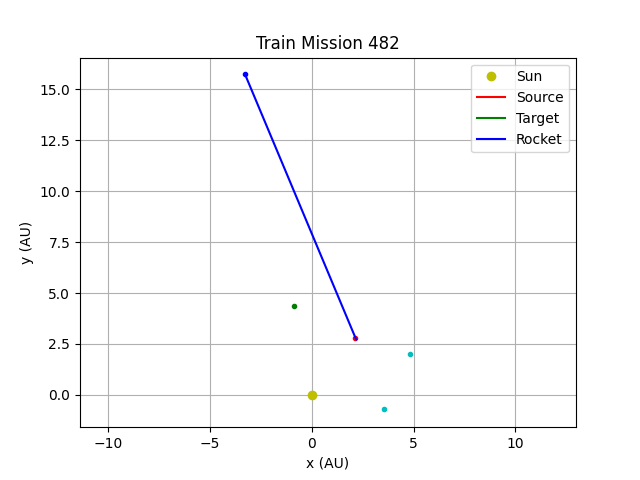 Train Mission 482
Sun
Source
Target
Rocket
15.0
12.5
10.0
7.5
5.0
2.5
0.0
y (AU)
−10
−5
0
5
10
x (AU)